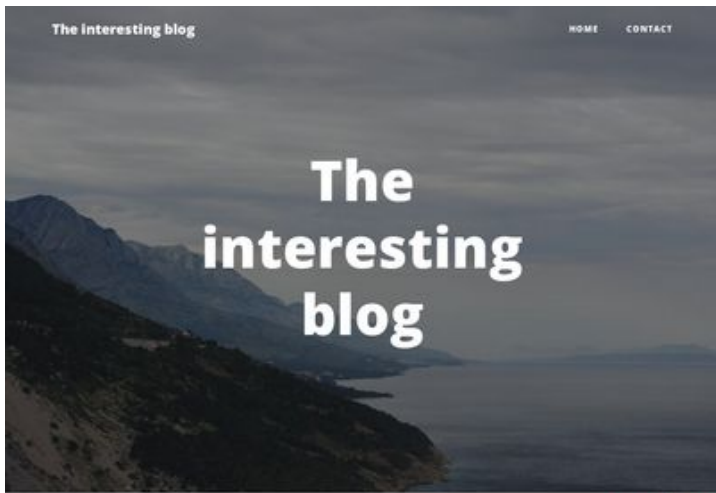 The interesting blog
HOME CONTACT
The
interesting
blog